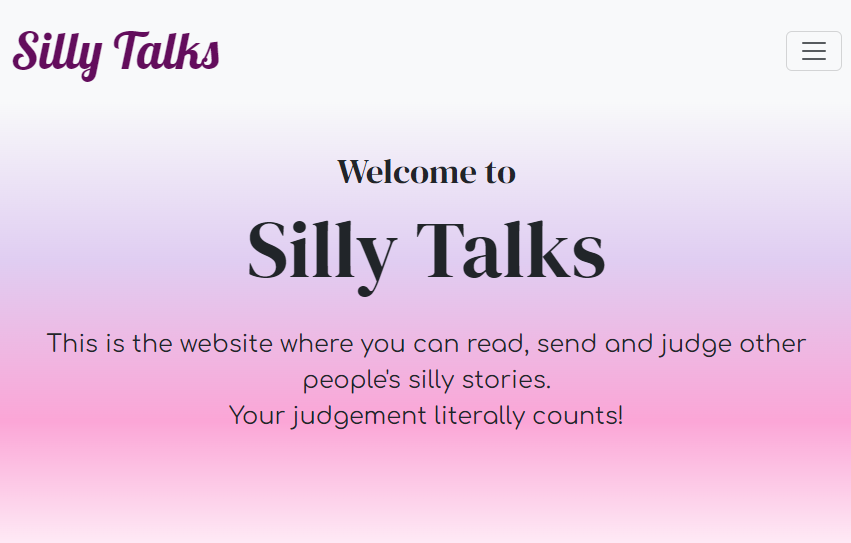 Silly Talks
Welcome to
Silly Talks
This is the website where you can read, send and judge other
people's silly stories.
Your judgement literally counts!